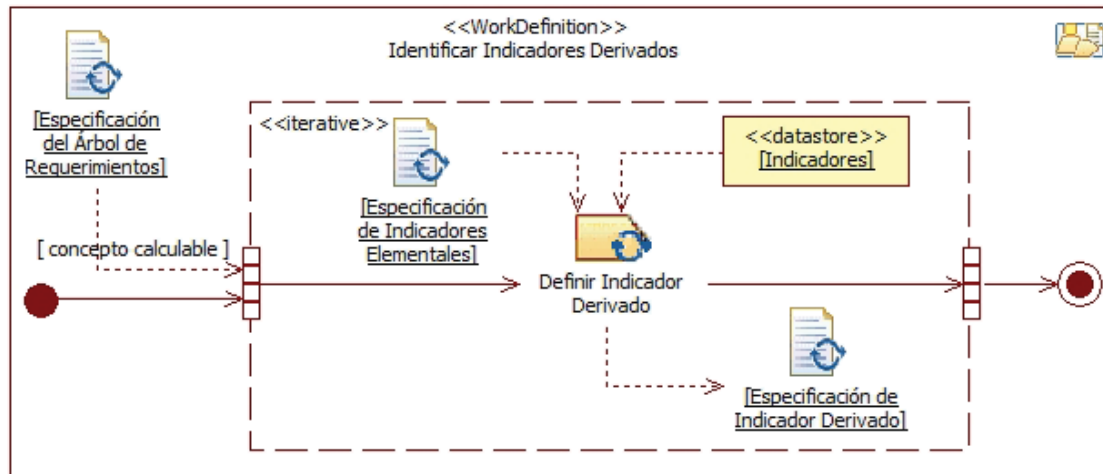 <<WorkDefinition>>
Identificar Indicadores Derivados
[Especificación
del Árbol de
Requerimientos]
[ concepto calculable ]
<<iterative>>
[Especificación
de Indicadores
Elementales]
<<datastore>>
[Indicadores]
Definir Indicador
Derivado
[Especificación de
Indicador Derivado]